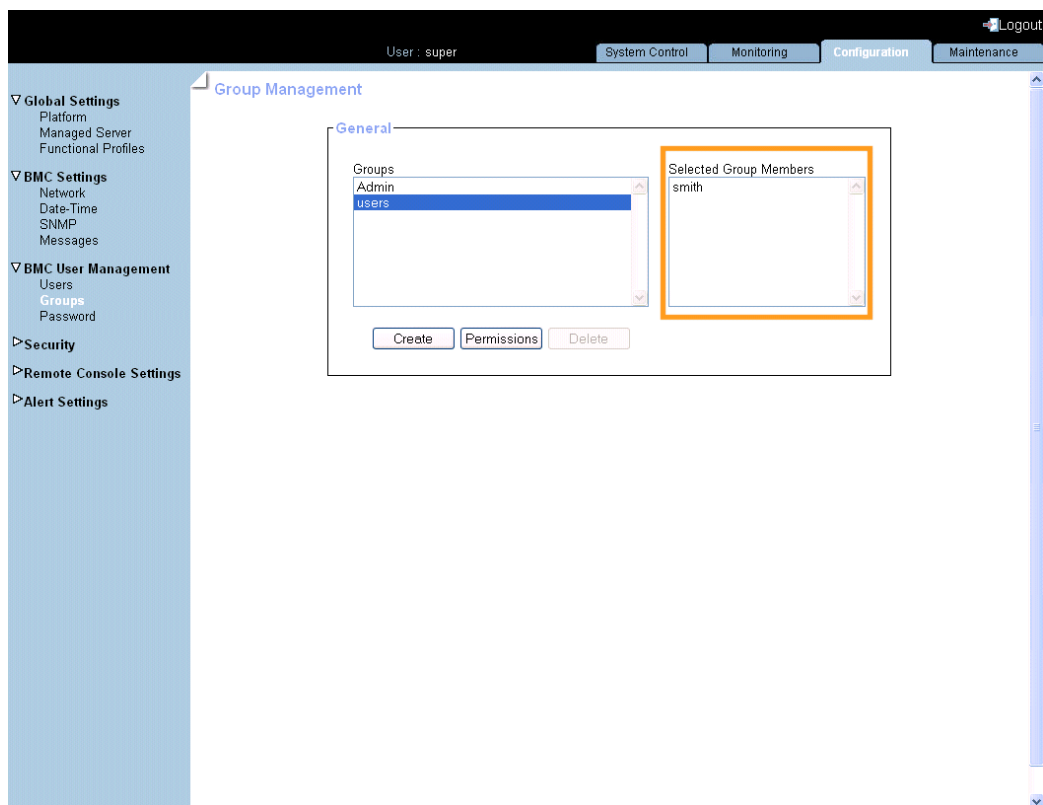 Logout
User : super
System Control
Monitoring
Configuration
Maintenance
Global Settings
Platform
Managed Server
Functional Profiles
BMC Settings
Network
Date-Time
SNMP
Messages
BMC User Management
Users
Groups
Password
Security
Remote Console Settings
Alert Settings
Group Management
General
Groups
Admin
users
Selected Group Members
smith
Create
Permissions
Delete